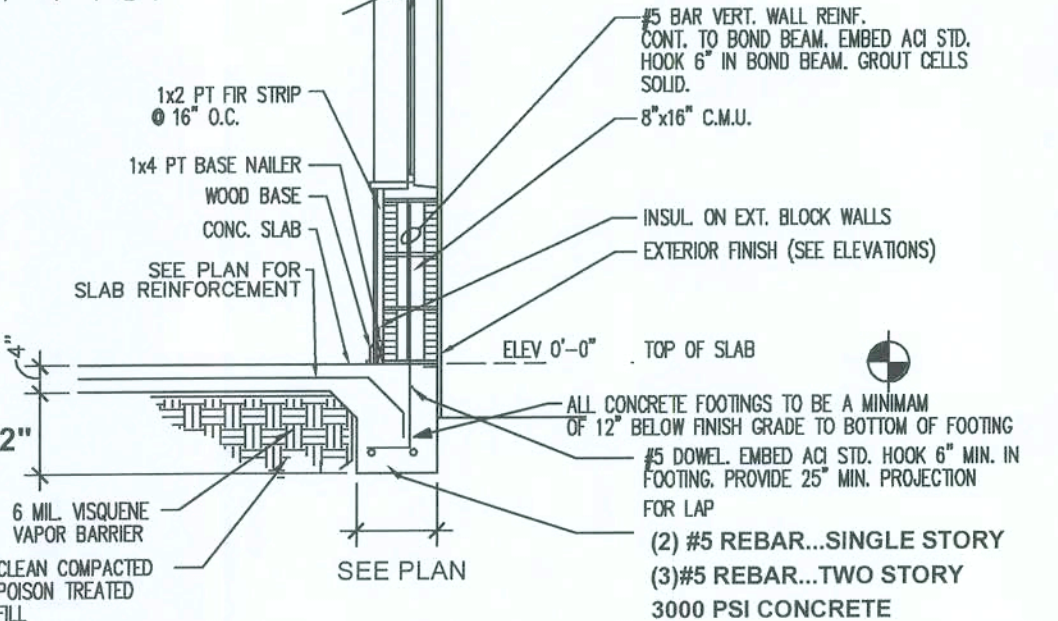 #5 BAR VERT. WALL REINF.
CONT. TO BOND BEAM. EMBED ACI STD.
HOOK 6" IN BOND BEAM. GROUT CELLS
SOLID.
1x2 PT FIR STRIP
@ 16" O.C.
8"x16" C.M.U.
1x4 PT BASE NAILER
WOOD BASE
CONC. SLAB
SEE PLAN FOR
SLAB REINFORCEMENT
INSUL. ON EXT. BLOCK WALLS
EXTERIOR FINISH (SEE ELEVATIONS)
4"
ELEV 0'-0"
TOP OF SLAB
ALL CONCRETE FOOTINGS TO BE A MINIMAM
OF 12" BELOW FINISH GRADE TO BOTTOM OF FOOTING
2"
#5 DOWEL. EMBED ACI STD. HOOK 6" MIN. IN
FOOTING. PROVIDE 25" MIN. PROJECTION
FOR LAP
6 MIL. VISQUENE
VAPOR BARRIER
(2) #5 REBAR...SINGLE STORY
(3)#5 REBAR...TWO STORY
3000 PSI CONCRETE
CLEAN COMPACTED
POISON TREATED
FILL
SEE PLAN